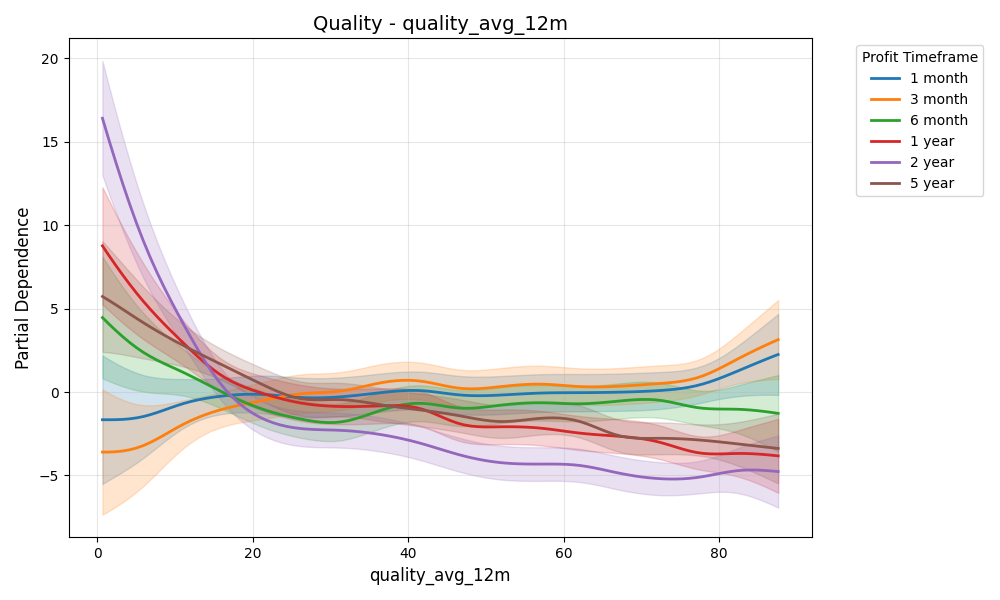 Quality - quality_avg_12m
Profit Timeframe
1 month
3 month
6 month
1 year
2 year
5 year
Partial Dependence
20
15
10
5
0
−5
0 20 40 60 80
quality_avg_12m